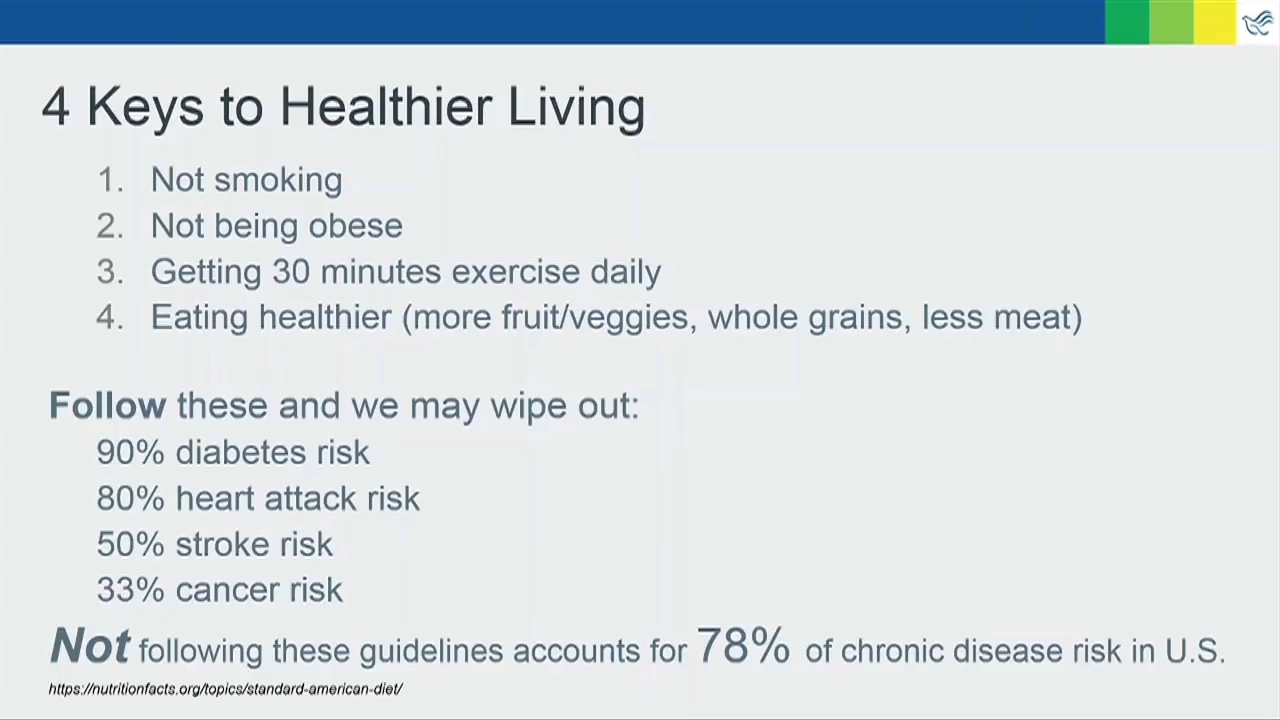 4 Keys to Healthier Living
1. Not smoking
2. Not being obese
3. Getting 30 minutes exercise daily
4. Eating healthier (more fruit/veggies, whole grains, less meat)
Follow these and we may wipe out:
90% diabetes risk
80% heart attack risk
50% stroke risk
33% cancer risk
Not following these guidelines accounts for 78% of chronic disease risk in U.S.
https://nutritionfacts.org/topics/standard-american-diet/